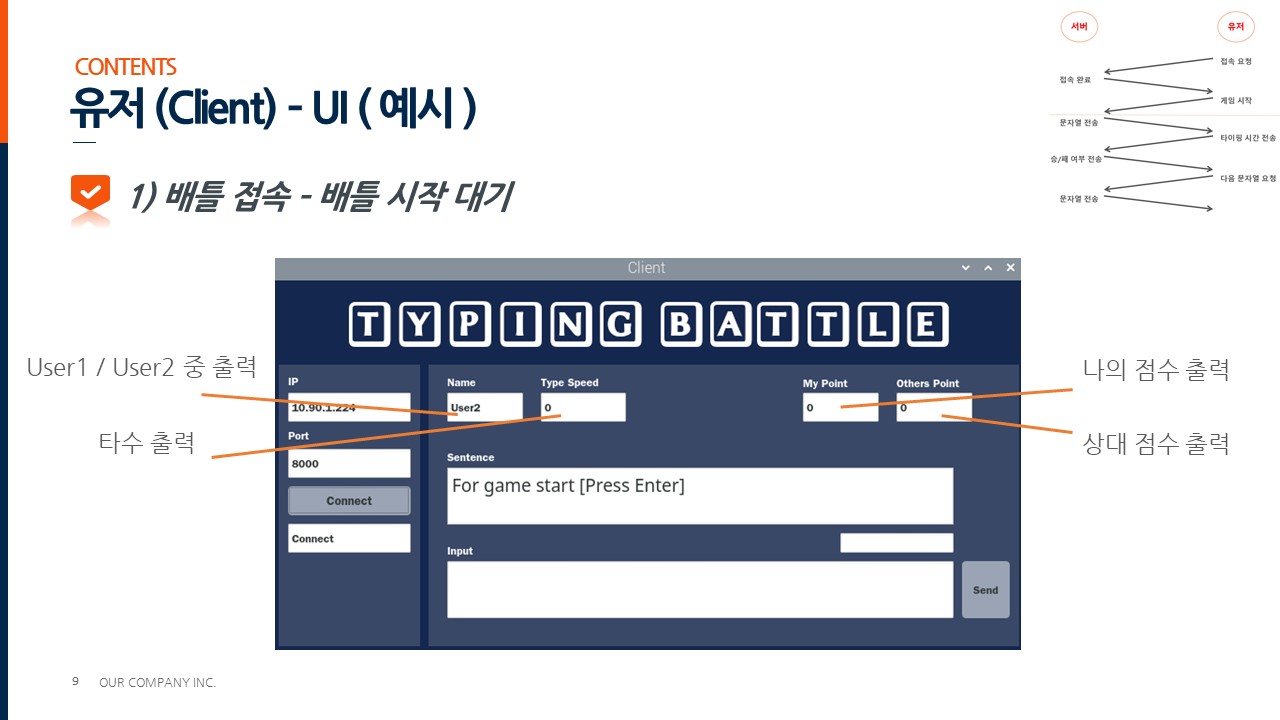 CONTENTS
유저 (Client) - UI ( 예시 )
1) 배틀 접속 - 배틀 시작 대기
서버
유저
접속 요청
접속 완료
게임 시작
문자열 전송
타이핑 시간 전송
승/패 여부 전송
다음 문자열 요청
문자열 전송
Client
TYPING BATTLE
User1 / User2 중 출력
타수 출력
나의 점수 출력
상대 점수 출력
IP
10.90.1.224
Port
8000
Connect
Connect
Name
User2
Type Speed
0
My Point
0
Others Point
0
Sentence
For game start [Press Enter]
Input
Send
9
OUR COMPANY INC.